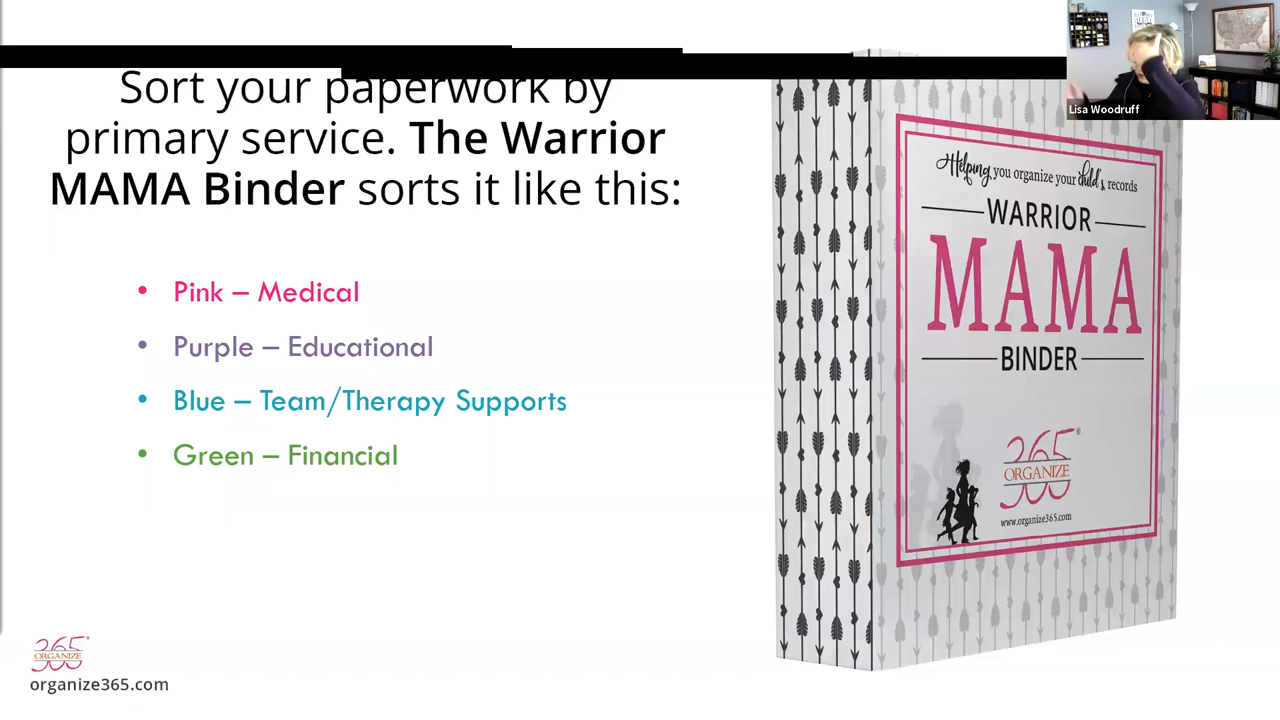 Sort your paperwork by
primary service. The Warrior
MAMA Binder sorts it like this:
• Pink – Medical
• Purple – Educational
• Blue – Team/Therapy Supports
• Green – Financial
365®
ORGANIZE
organize365.com
Helping you organize your child's records
WARRIOR
MAMA
BINDER
365®
ORGANIZE
www.organize365.com
Lisa Woodruff